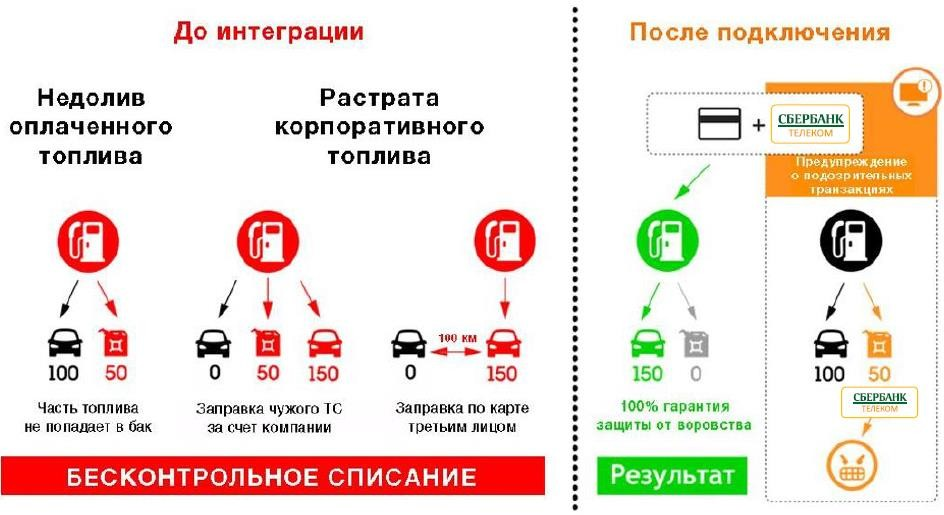 До интеграции
Недолив
оплаченного
топлива
Растрата
корпоративного
топлива
100
50
0
50
150
100 км
0
150
Часть топлива
не попадает в бак
Заправка чужого ТС
за счет компании
Заправка по карте
третьим лицом
БЕСКОНТРОЛЬНОЕ СПИСАНИЕ
После подключения
+
СБЕРБАНК
ТЕЛЕКОМ
Предупреждение
о подозрительных
транзакциях
150
0
100% гарантия
защиты от воровства
Результат
100
50
СБЕРБАНК
ТЕЛЕКОМ